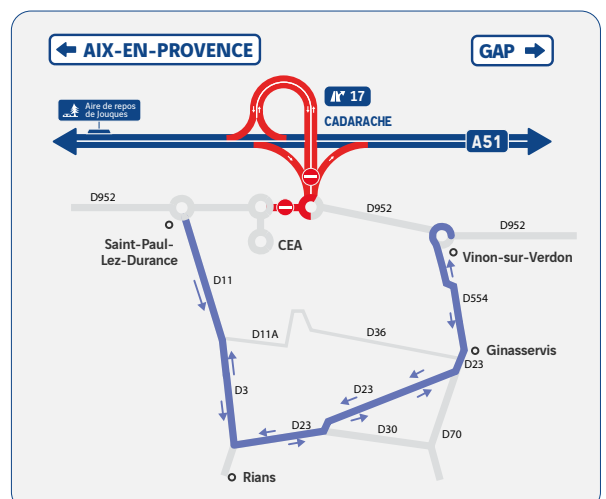 AIX-EN-PROVENCE
GAP
17
Aire de repos
de Jouques
CADARACHE
A51
D952
D952
D952
Saint-Paul-
Lez-Durance
CEA
Vinon-sur-Verdon
D11
D554
D11A
D36
Ginasservis
D23
D3
D23
D23
D30
D70
Rians